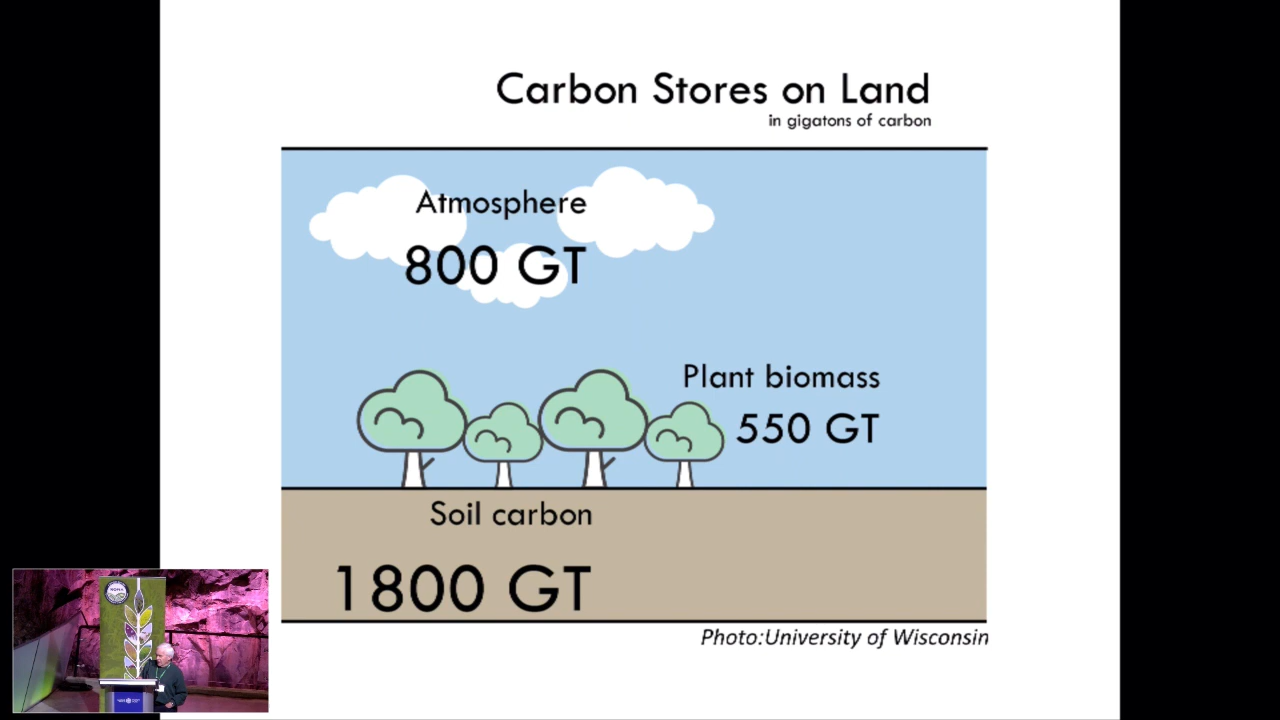 Carbon Stores on Land
in gigatons of carbon
Atmosphere
800 GT
Plant biomass
550 GT
Soil carbon
1800 GT
Photo:University of Wisconsin